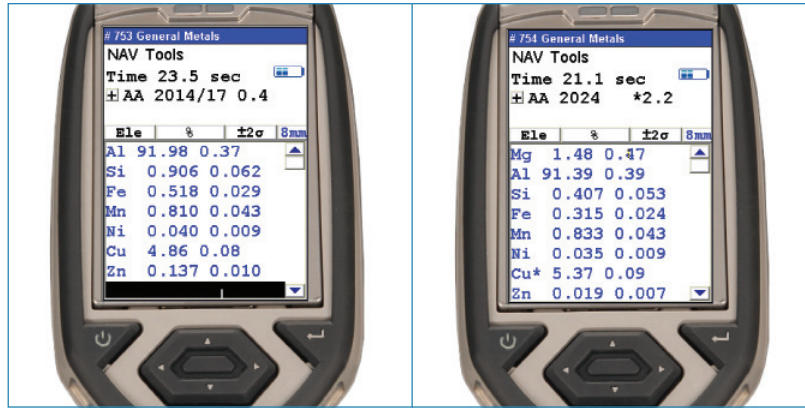 # 753 General Metals
NAV Tools
Time 23.5 sec
+ AA 2014/17 0.4
Ele % ±2σ 8mm
Al 91.98 0.37
Si 0.906 0.062
Fe 0.518 0.029
Mn 0.810 0.043
Ni 0.040 0.009
Cu 4.86 0.08
Zn 0.137 0.010
# 754 General Metals
NAV Tools
Time 21.1 sec
+ AA 2024 *2.2
Ele % ±2σ 8mm
Mg 1.48 0.47
Al 91.39 0.39
Si 0.407 0.053
Fe 0.315 0.024
Mn 0.833 0.043
Ni 0.035 0.009
Cu* 5.37 0.09
Zn 0.019 0.007